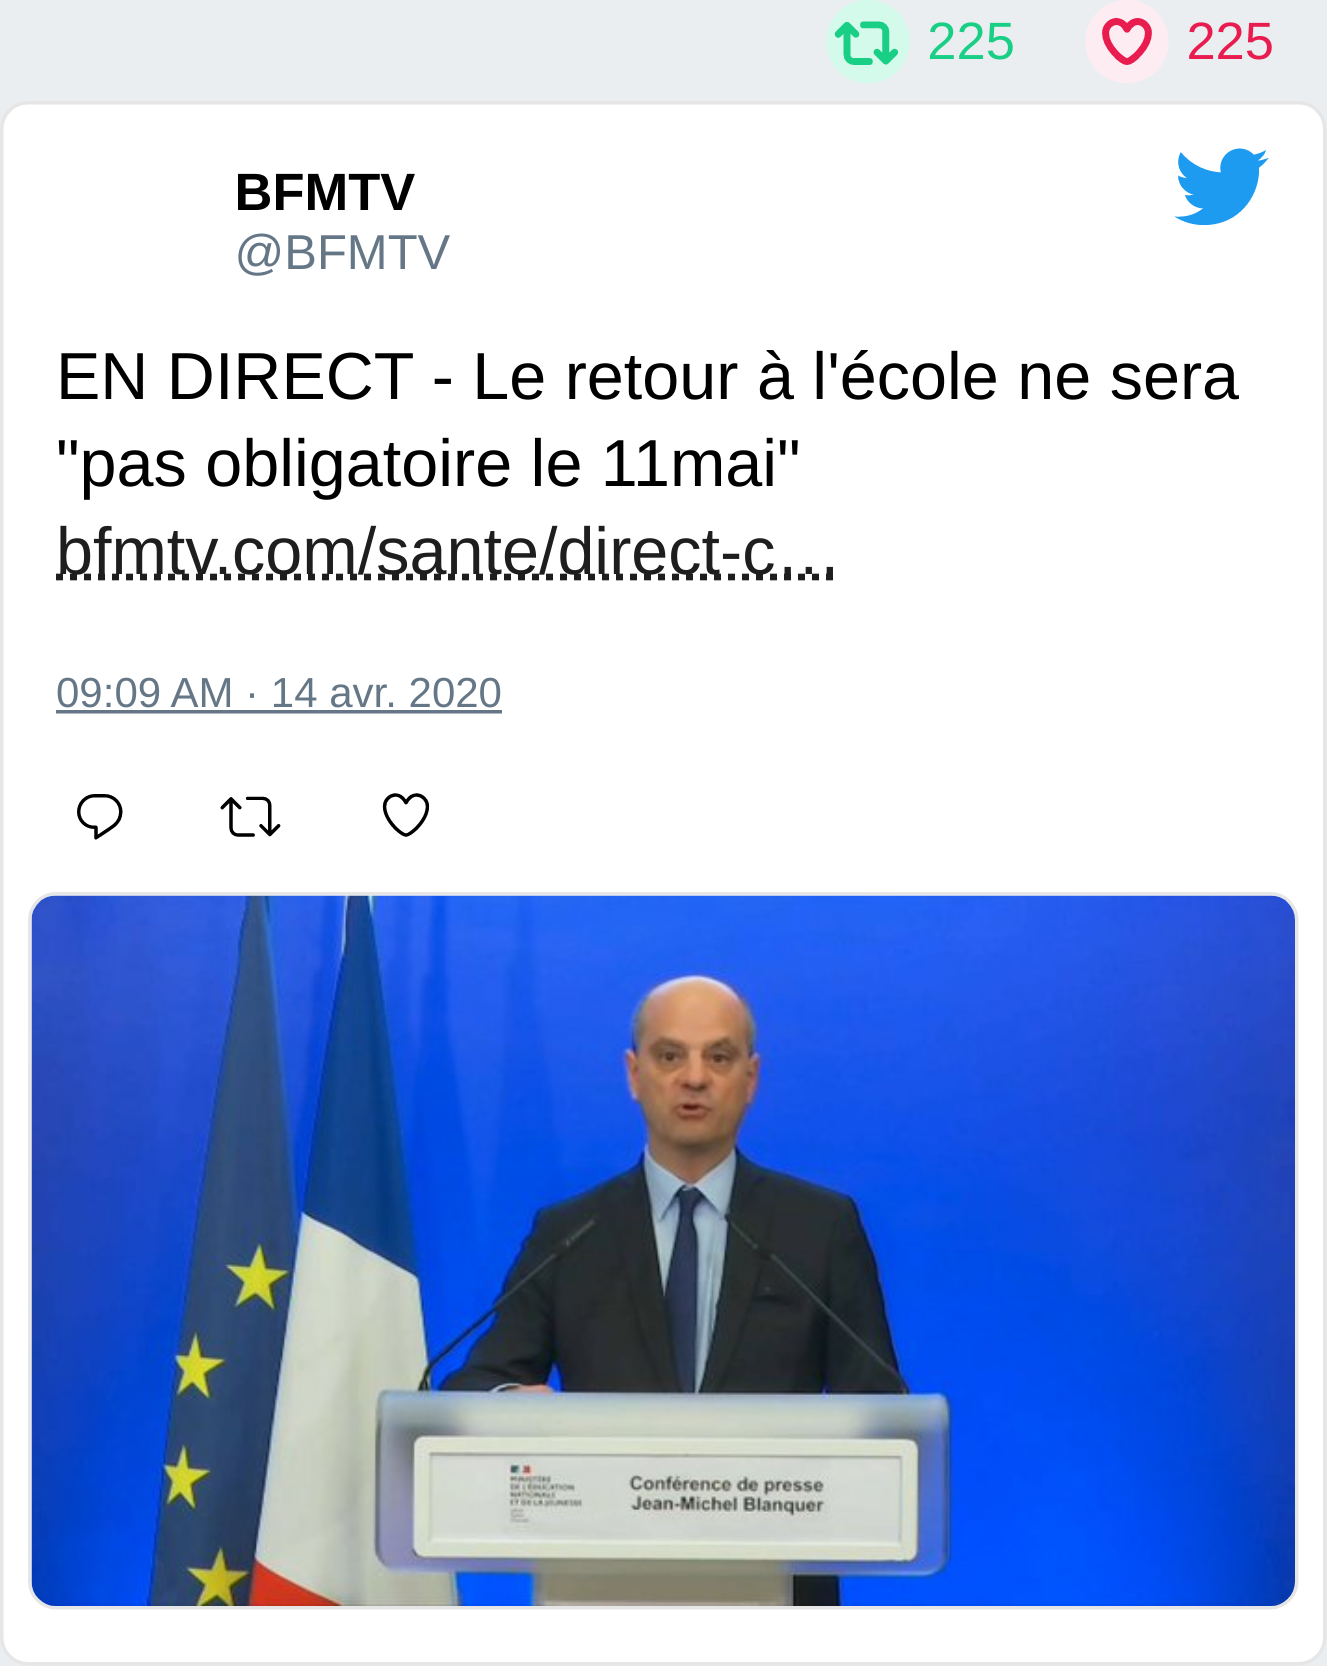 225 225
BFMTV
@BFMTV
EN DIRECT - Le retour à l'école ne sera
"pas obligatoire le 11mai"
bfmtv.com/sante/direct-c...
09:09 AM · 14 avr. 2020
MINISTÈRE
DE L'ÉDUCATION
NATIONALE
ET DE LA JEUNESSE
Conférence de presse
Jean-Michel Blanquer